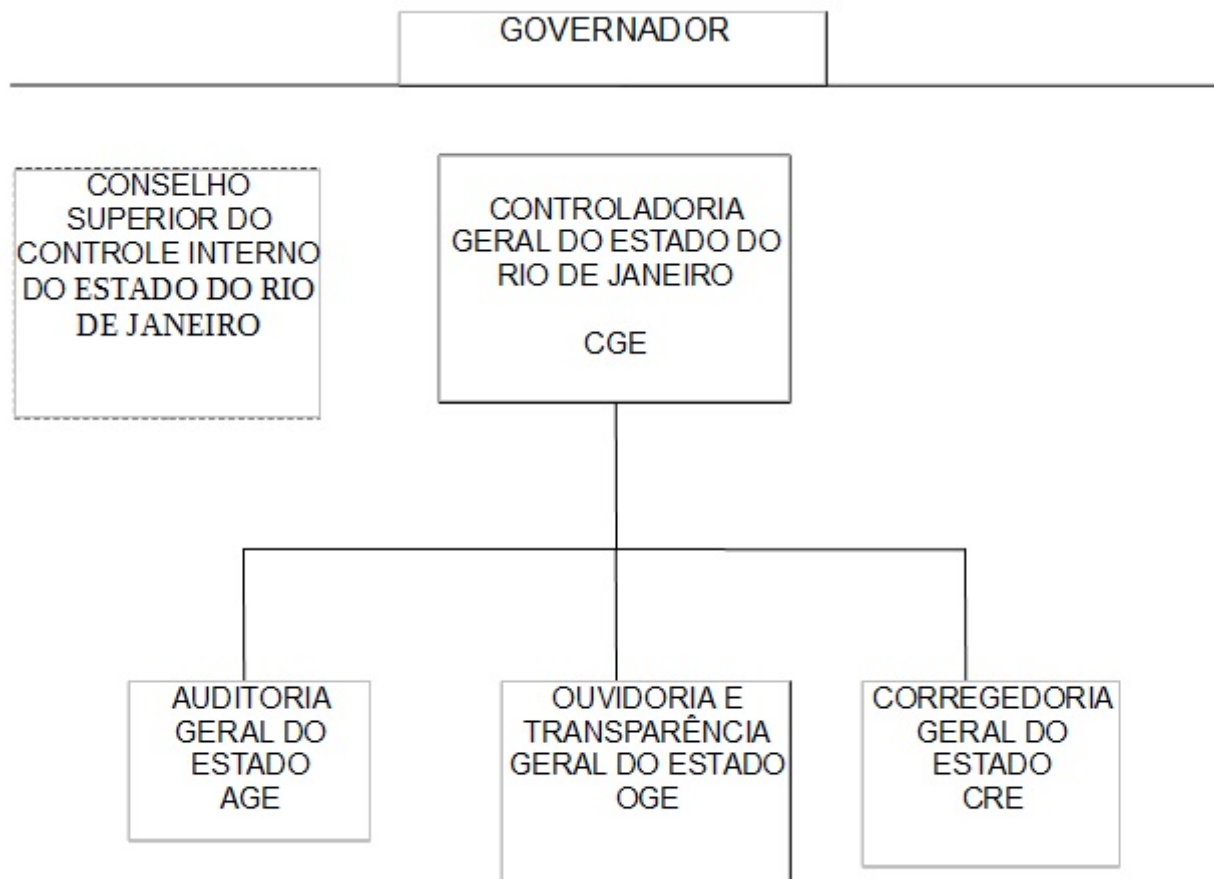 GOVERNADOR
CONSELHO
SUPERIOR DO
CONTROLE INTERNO
DO ESTADO DO RIO
DE JANEIRO
CONTROLADORIA
GERAL DO ESTADO DO
RIO DE JANEIRO
CGE
AUDITORIA
GERAL DO
ESTADO
AGE
OUVIDORIA E
TRANSPARÊNCIA
GERAL DO ESTADO
OGE
CORREGEDORIA
GERAL DO
ESTADO
CRE